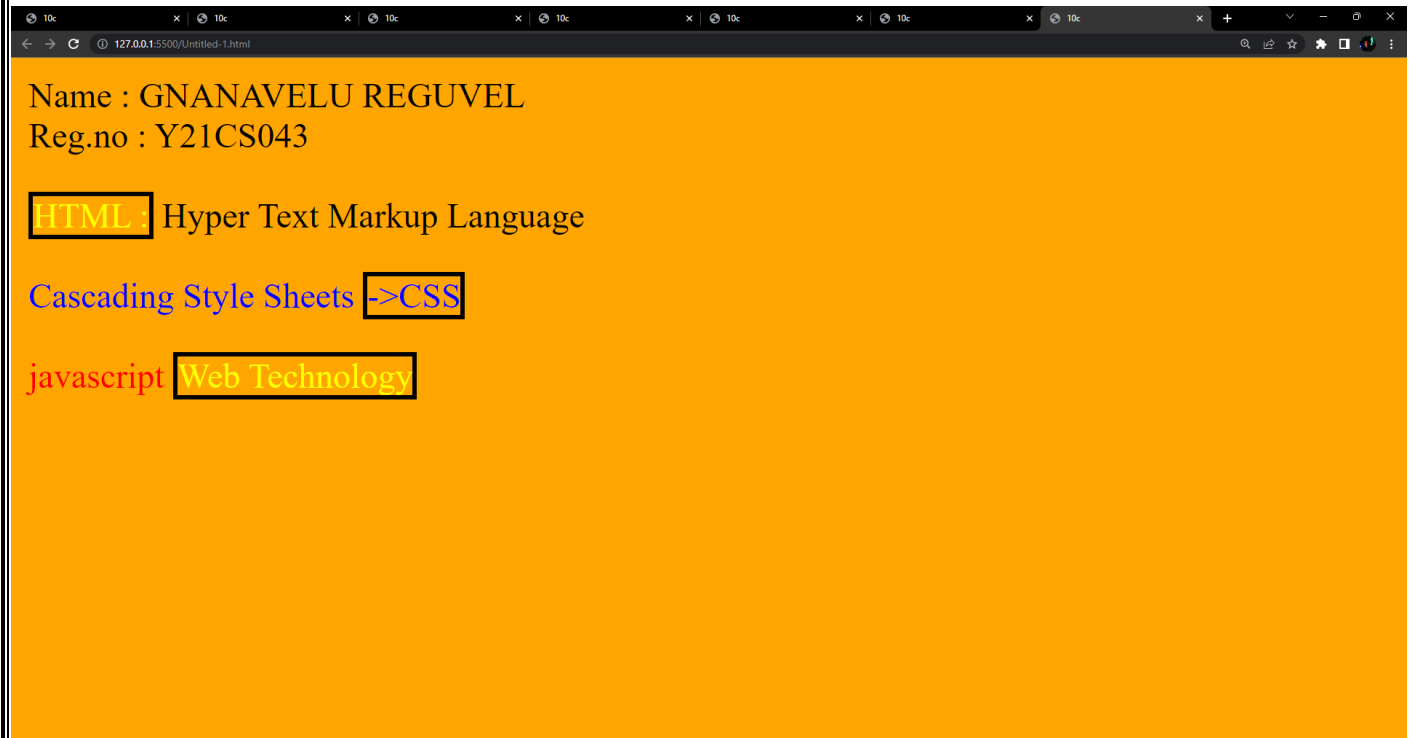 10c 10c 10c 10c 10c 10c 10c
127.0.0.1:5500/Untitled-1.html
Name : GNANAVELU REGUVEL
Reg.no : Y21CS043
HTML : Hyper Text Markup Language
Cascading Style Sheets ->CSS
javascript Web Technology